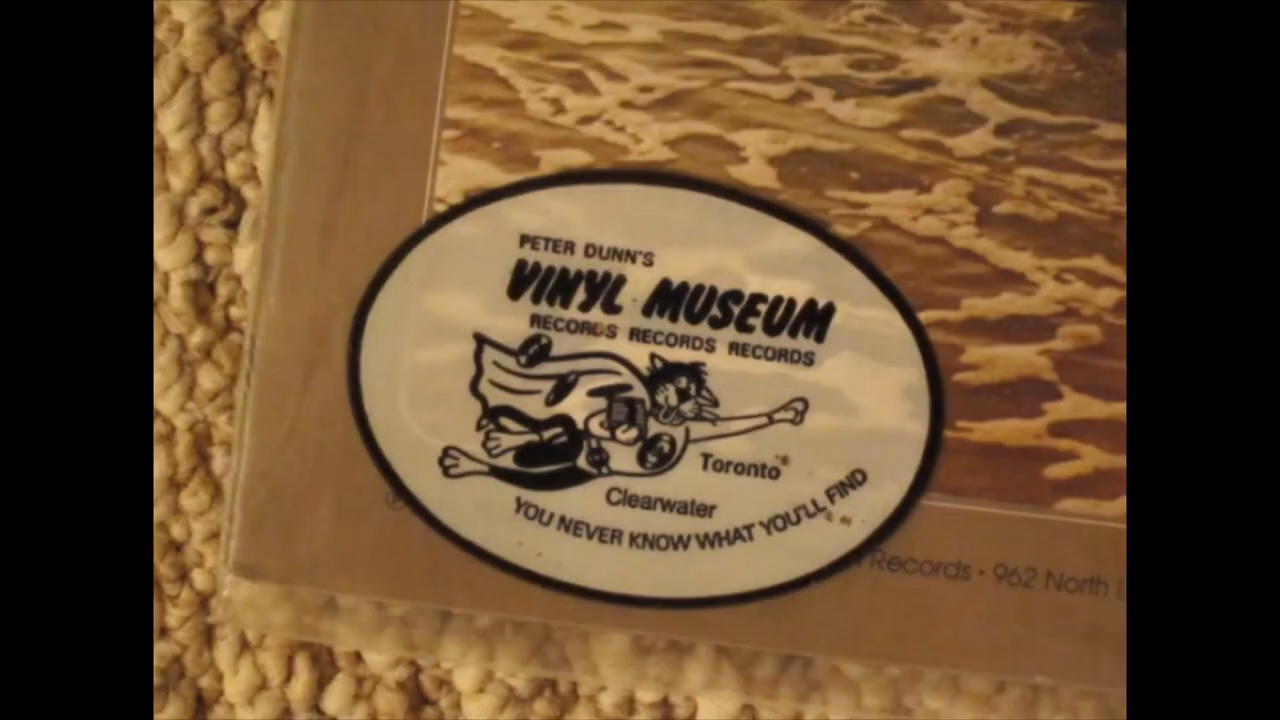 PETER DUNN'S
VINYL MUSEUM
RECORDS RECORDS RECORDS
Toronto
Clearwater
YOU NEVER KNOW WHAT YOU'LL FIND
Records • 962 North